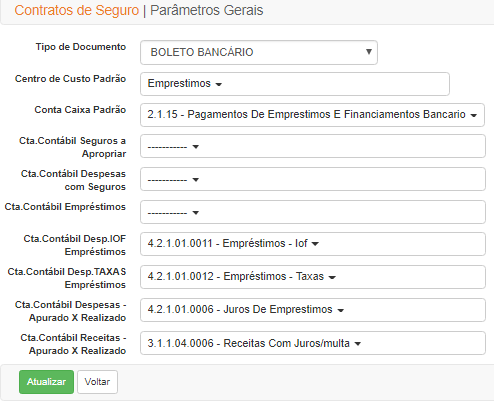 Contratos de Seguro | Parâmetros Gerais
Tipo de Documento BOLETO BANCÁRIO
Centro de Custo Padrão Emprestimos
Conta Caixa Padrão 2.1.15 - Pagamentos De Emprestimos E Financiamentos Bancario
Cta.Contábil Seguros a
Apropriar -----------
Cta.Contábil Despesas
com Seguros -----------
Cta.Contábil Empréstimos -----------
Cta.Contábil Desp.IOF
Empréstimos 4.2.1.01.0011 - Empréstimos - Iof
Cta.Contábil Desp.TAXAS
Empréstimos 4.2.1.01.0012 - Empréstimos - Taxas
Cta.Contábil Despesas -
Apurado X Realizado 4.2.1.01.0006 - Juros De Emprestimos
Cta.Contábil Receitas -
Apurado X Realizado 3.1.1.04.0006 - Receitas Com Juros/multa
Atualizar Voltar